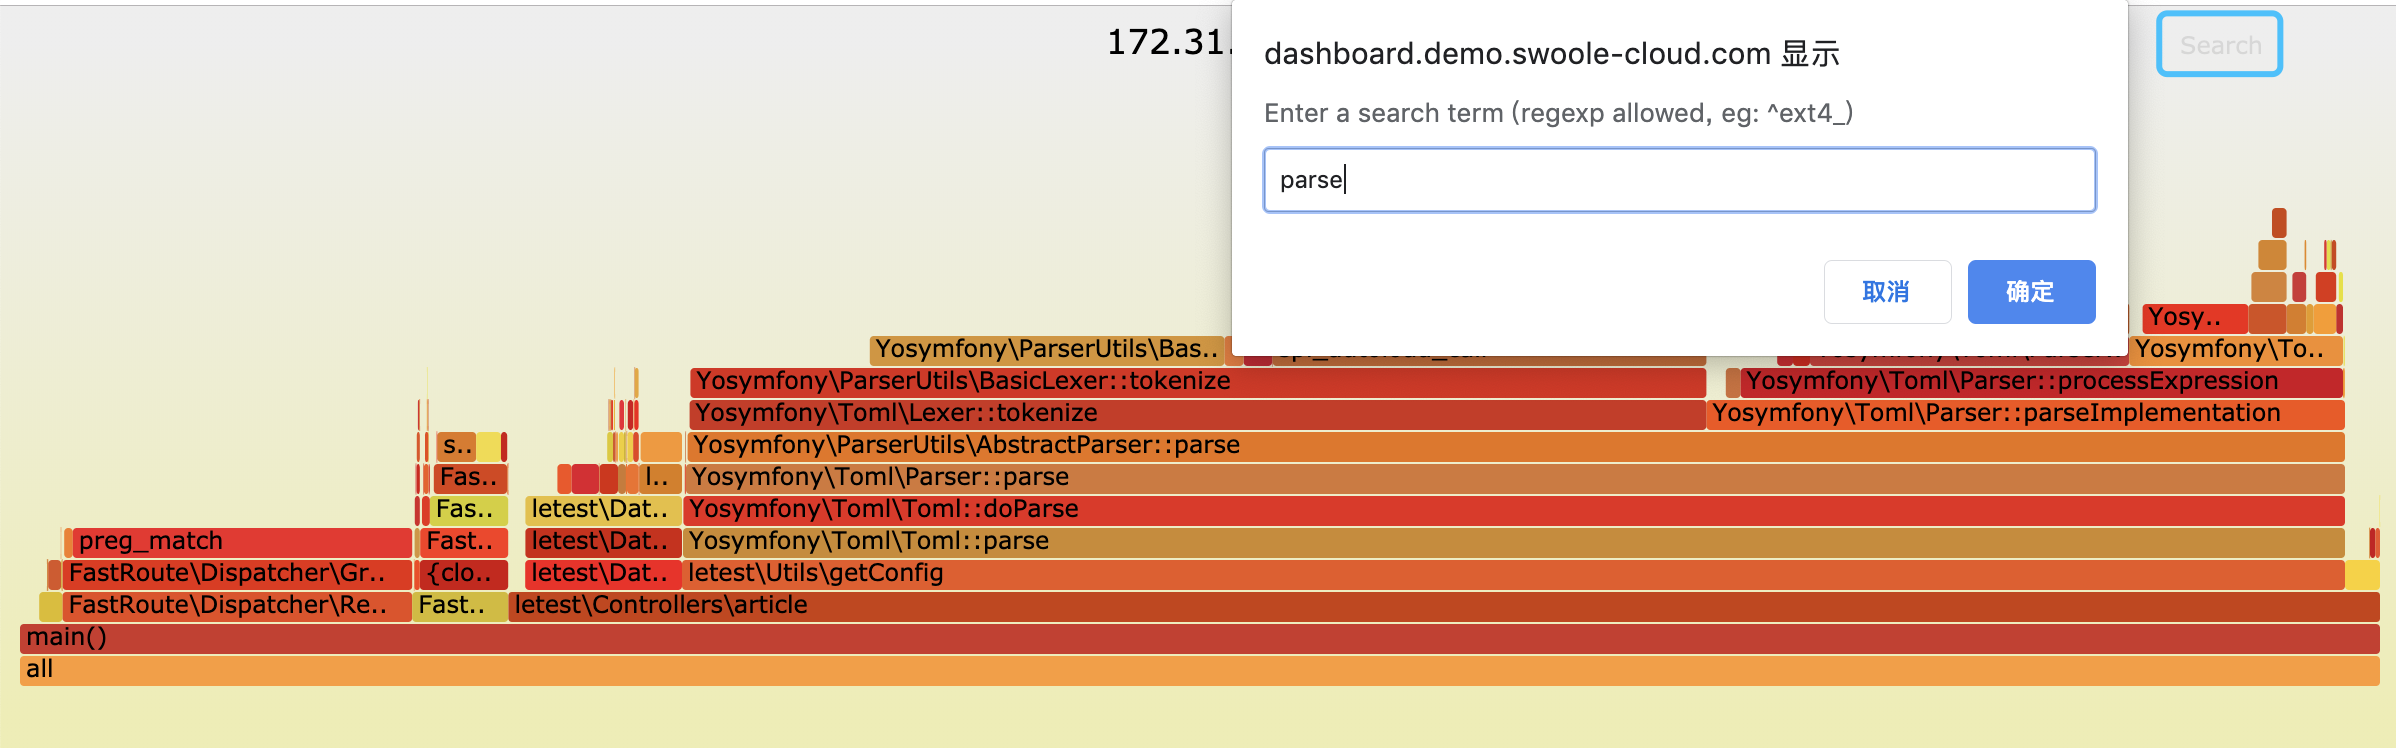 172.31.
Search
dashboard.demo.swoole-cloud.com 显示
Enter a search term (regexp allowed, eg: ^ext4_)
parse
取消
确定
Yosy..
Yosymfony\ParserUtils\Bas..
Yosymfony\To..
Yosymfony\ParserUtils\BasicLexer::tokenize
Yosymfony\Toml\Parser::processExpression
Yosymfony\Toml\Lexer::tokenize
Yosymfony\Toml\Parser::parseImplementation
s..
Yosymfony\ParserUtils\AbstractParser::parse
Fas..
l..
Yosymfony\Toml\Parser::parse
Fas..
letest\Dat..
Yosymfony\Toml\Toml::doParse
preg_match
Fast..
letest\Dat..
Yosymfony\Toml\Toml::parse
FastRoute\Dispatcher\Gr..
{clo..
letest\Dat..
letest\Utils\getConfig
FastRoute\Dispatcher\Re..
Fast..
letest\Controllers\article
main()
all